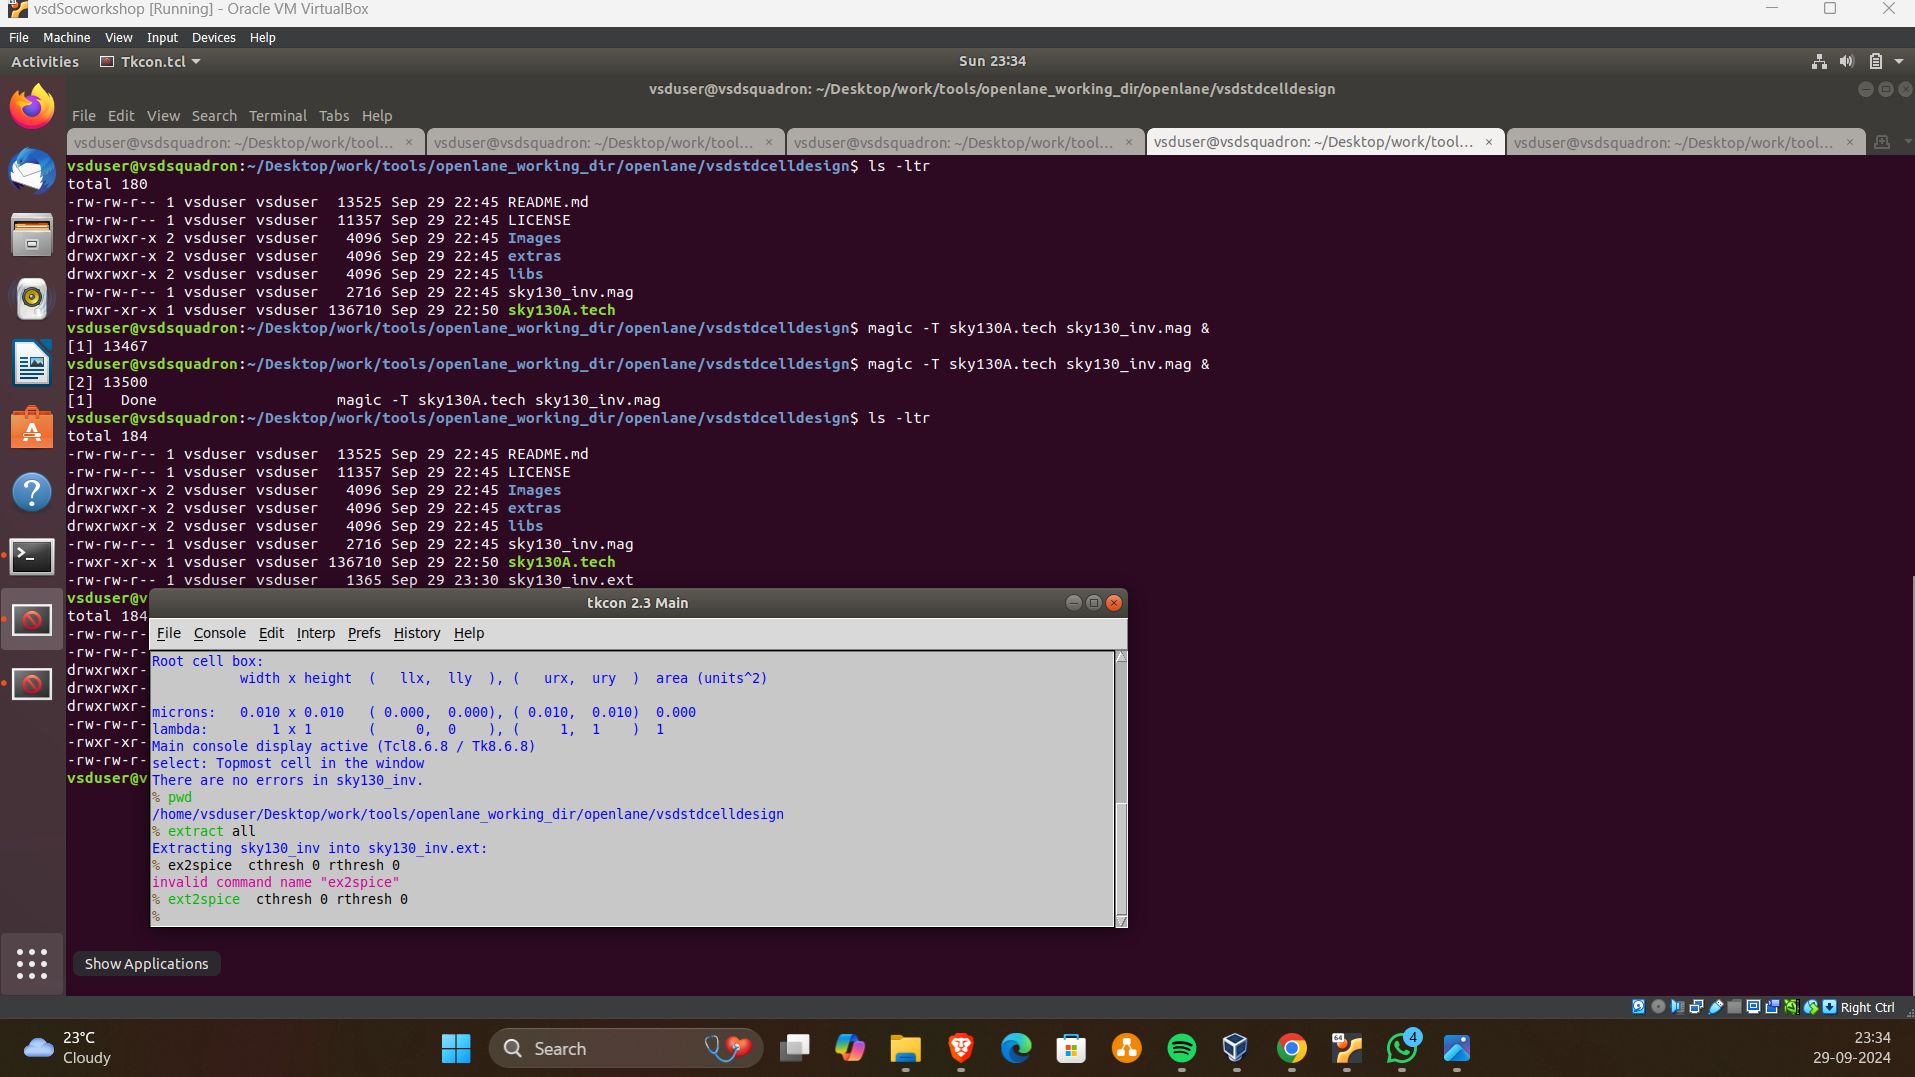 vsdSocworkshop [Running] - Oracle VM VirtualBox
File Machine View Input Devices Help
Activities Tkcon.tcl Sun 23:34
vsduser@vsdsquadron: ~/Desktop/work/tools/openlane_working_dir/openlane/vsdstdcelldesign
File Edit View Search Terminal Tabs Help
vsduser@vsdsquadron: ~/Desktop/work/tool... × vsduser@vsdsquadron: ~/Desktop/work/tool... × vsduser@vsdsquadron: ~/Desktop/work/tool... × vsduser@vsdsquadron: ~/Desktop/work/tool... × vsduser@vsdsquadron: ~/Desktop/work/tool... ×
vsduser@vsdsquadron:~/Desktop/work/tools/openlane_working_dir/openlane/vsdstdcelldesign$ ls -ltr
total 180
-rw-rw-r-- 1 vsduser vsduser 13525 Sep 29 22:45 README.md
-rw-rw-r-- 1 vsduser vsduser 11357 Sep 29 22:45 LICENSE
drwxrwxr-x 2 vsduser vsduser 4096 Sep 29 22:45 Images
drwxrwxr-x 2 vsduser vsduser 4096 Sep 29 22:45 extras
drwxrwxr-x 2 vsduser vsduser 4096 Sep 29 22:45 libs
-rw-rw-r-- 1 vsduser vsduser 2716 Sep 29 22:45 sky130_inv.mag
-rwxr-xr-x 1 vsduser vsduser 136710 Sep 29 22:50 sky130A.tech
vsduser@vsdsquadron:~/Desktop/work/tools/openlane_working_dir/openlane/vsdstdcelldesign$ magic -T sky130A.tech sky130_inv.mag &
[1] 13467
vsduser@vsdsquadron:~/Desktop/work/tools/openlane_working_dir/openlane/vsdstdcelldesign$ magic -T sky130A.tech sky130_inv.mag &
[2] 13500
[1] Done magic -T sky130A.tech sky130_inv.mag
vsduser@vsdsquadron:~/Desktop/work/tools/openlane_working_dir/openlane/vsdstdcelldesign$ ls -ltr
total 184
-rw-rw-r-- 1 vsduser vsduser 13525 Sep 29 22:45 README.md
-rw-rw-r-- 1 vsduser vsduser 11357 Sep 29 22:45 LICENSE
drwxrwxr-x 2 vsduser vsduser 4096 Sep 29 22:45 Images
drwxrwxr-x 2 vsduser vsduser 4096 Sep 29 22:45 extras
drwxrwxr-x 2 vsduser vsduser 4096 Sep 29 22:45 libs
-rw-rw-r-- 1 vsduser vsduser 2716 Sep 29 22:45 sky130_inv.mag
-rwxr-xr-x 1 vsduser vsduser 136710 Sep 29 22:50 sky130A.tech
-rw-rw-r-- 1 vsduser vsduser 1365 Sep 29 23:30 sky130_inv.ext
vsduser@v
total 184
-rw-rw-r-
-rw-rw-r-
drwxrwxr-
drwxrwxr-
drwxrwxr-
-rw-rw-r-
-rwxr-xr-
-rw-rw-r-
vsduser@v
tkcon 2.3 Main
File Console Edit Interp Prefs History Help
Root cell box:
width x height ( llx, lly ), ( urx, ury ) area (units^2)
microns: 0.010 x 0.010 ( 0.000, 0.000), ( 0.010, 0.010) 0.000
lambda: 1 x 1 ( 0, 0 ), ( 1, 1 ) 1
Main console display active (Tcl8.6.8 / Tk8.6.8)
select: Topmost cell in the window
There are no errors in sky130_inv.
% pwd
/home/vsduser/Desktop/work/tools/openlane_working_dir/openlane/vsdstdcelldesign
% extract all
Extracting sky130_inv into sky130_inv.ext:
% ex2spice cthresh 0 rthresh 0
invalid command name "ex2spice"
% ext2spice cthresh 0 rthresh 0
%
Show Applications
Right Ctrl
23°C
Cloudy
Search
64
4
23:34
29-09-2024